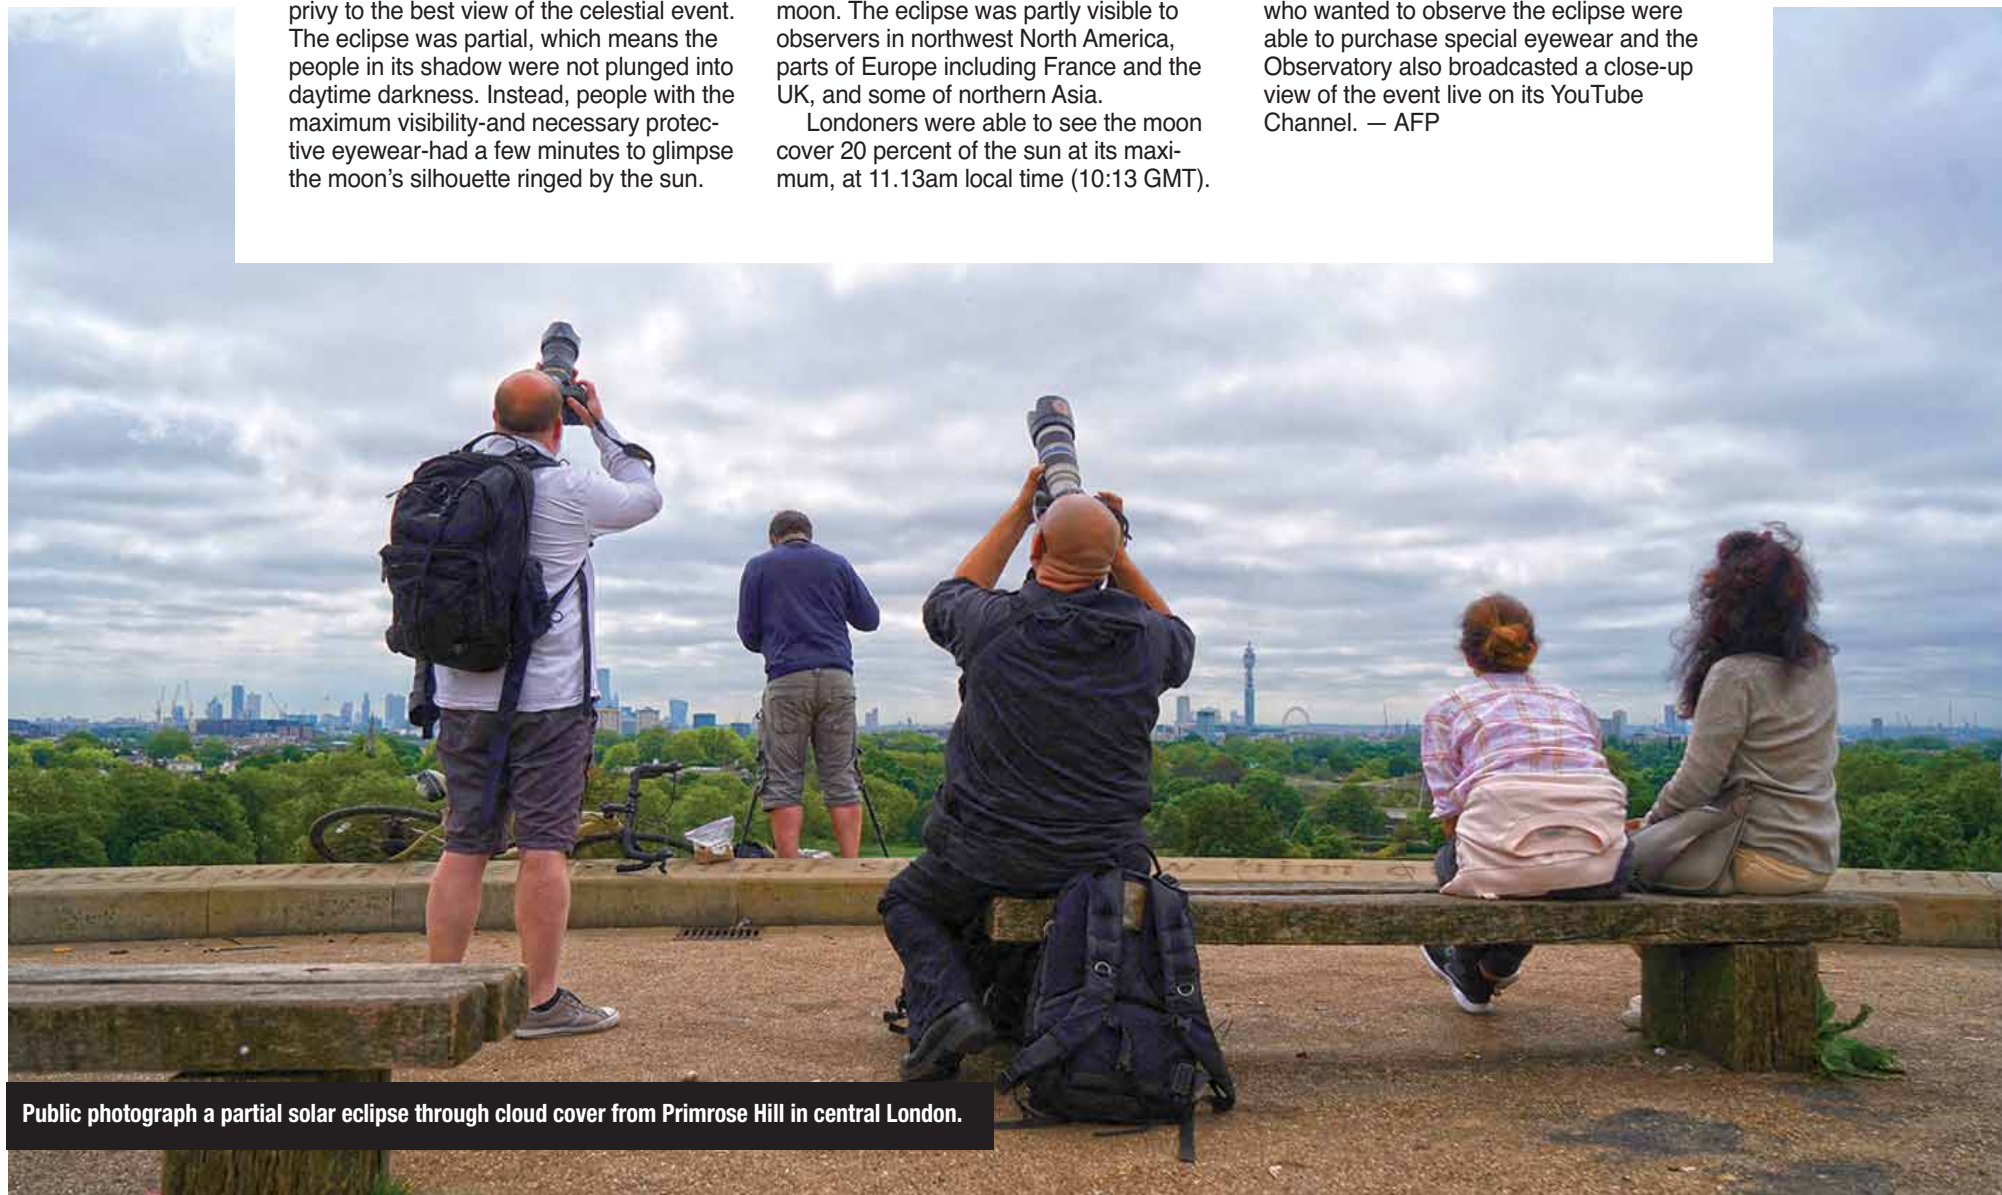 privy to the best view of the celestial event.
The eclipse was partial, which means the
people in its shadow were not plunged into
daytime darkness. Instead, people with the
maximum visibility-and necessary protec-
tive eyewear-had a few minutes to glimpse
the moon’s silhouette ringed by the sun.
moon. The eclipse was partly visible to
observers in northwest North America,
parts of Europe including France and the
UK, and some of northern Asia.
Londoners were able to see the moon
cover 20 percent of the sun at its maxi-
mum, at 11.13am local time (10:13 GMT).
who wanted to observe the eclipse were
able to purchase special eyewear and the
Observatory also broadcasted a close-up
view of the event live on its YouTube
Channel. — AFP
Public photograph a partial solar eclipse through cloud cover from Primrose Hill in central London.